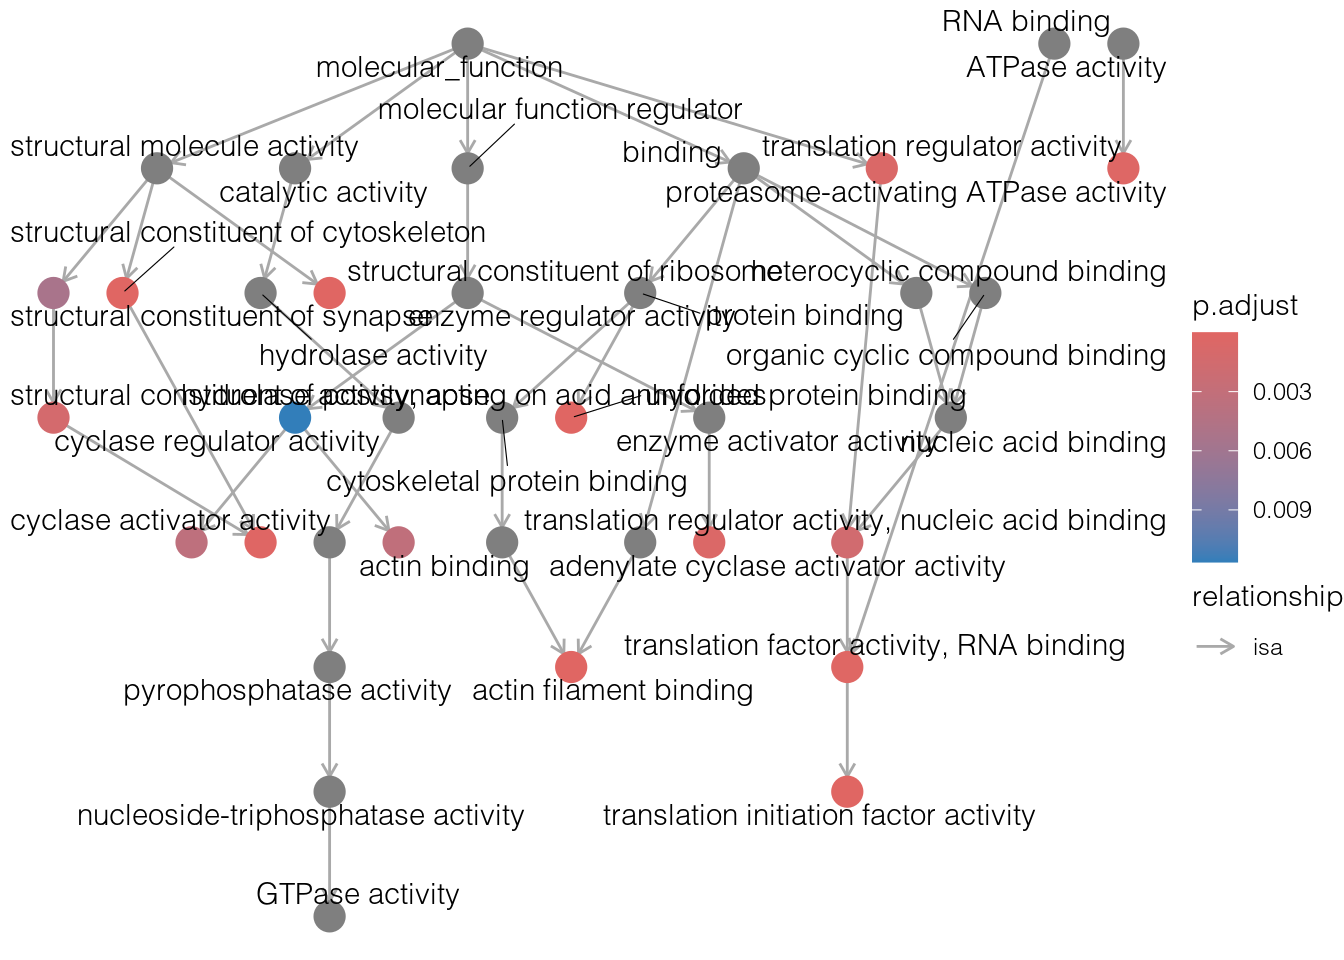 RNA binding
molecular_function
ATPase activity
molecular function regulator
structural molecule activity
binding
translation regulator activity
catalytic activity
proteasome-activating ATPase activity
structural constituent of cytoskeleton
structural constituent of ribosome
heterocyclic compound binding
structural constituent of synapse
enzyme regulator activity
protein binding
p.adjust
hydrolase activity
organic cyclic compound binding
0.003
structural constituent of postsynapse
hydrolase activity, acting on acid anhydrides
unfolded protein binding
cyclase regulator activity
enzyme activator activity
nucleic acid binding
0.006
cytoskeletal protein binding
0.009
cyclase activator activity
translation regulator activity, nucleic acid binding
actin binding
adenylate cyclase activator activity
relationship
isa
translation factor activity, RNA binding
pyrophosphatase activity
actin filament binding
nucleoside-triphosphatase activity
translation initiation factor activity
GTPase activity